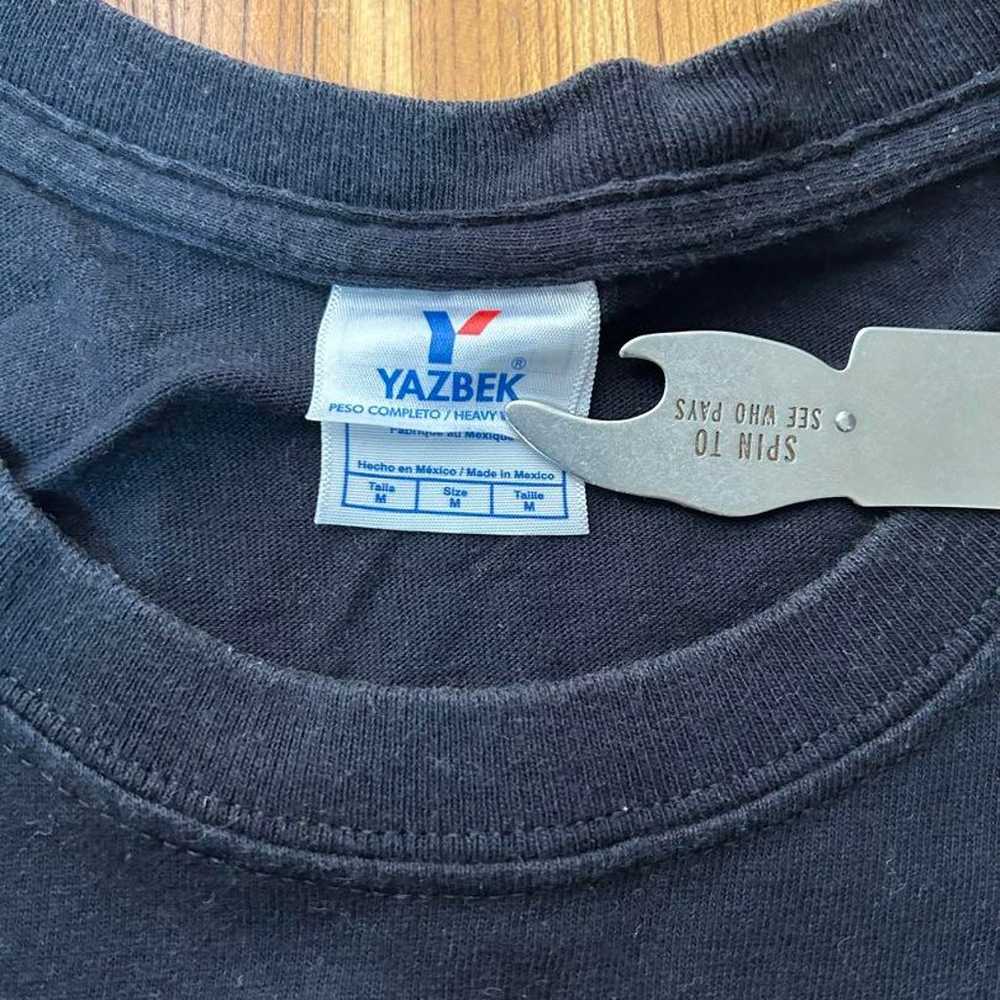 YAZBEK®
PESO COMPLETO / HEAVY
Fabriqué au Mexique
Hecho en México / Made in Mexico
Talla Size Taille
M M M
SPIN TO
SEE WHO PAYS